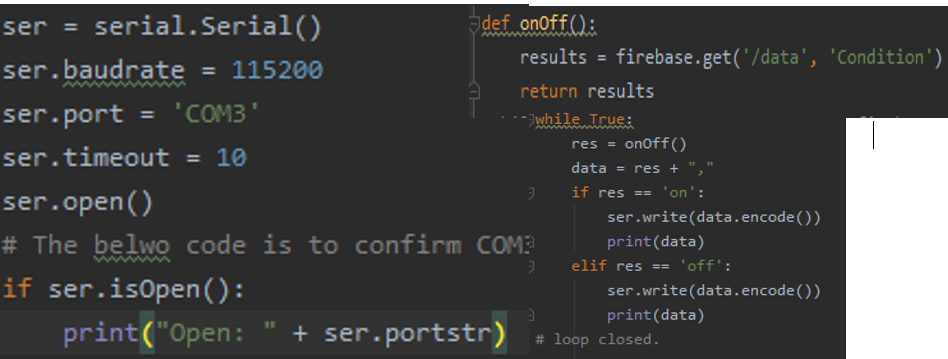 ser = serial.Serial()
ser.baudrate = 115200
ser.port = 'COM3'
ser.timeout = 10
ser.open()
# The belwo code is to confirm COM3
if ser.isOpen():
    print("Open: " + ser.portstr)
def onOff():
    results = firebase.get('/data', 'Condition')
    return results
while True:
    res = onOff()
    data = res + ","
    if res == 'on':
        ser.write(data.encode())
        print(data)
    elif res == 'off':
        ser.write(data.encode())
        print(data)
# loop closed.